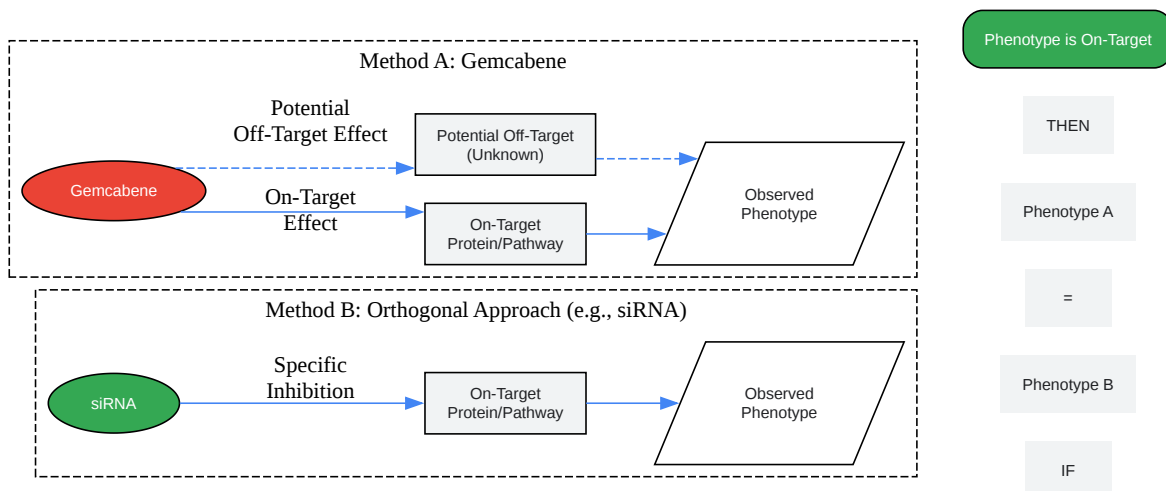 Method A: Gemcabene
Potential
Off-Target Effect
Potential Off-Target
(Unknown)
Gemcabene
On-Target
Effect
On-Target
Protein/Pathway
Observed
Phenotype
Method B: Orthogonal Approach (e.g., siRNA)
siRNA
Specific
Inhibition
On-Target
Protein/Pathway
Observed
Phenotype
Phenotype is On-Target
THEN
Phenotype A
=
Phenotype B
IF